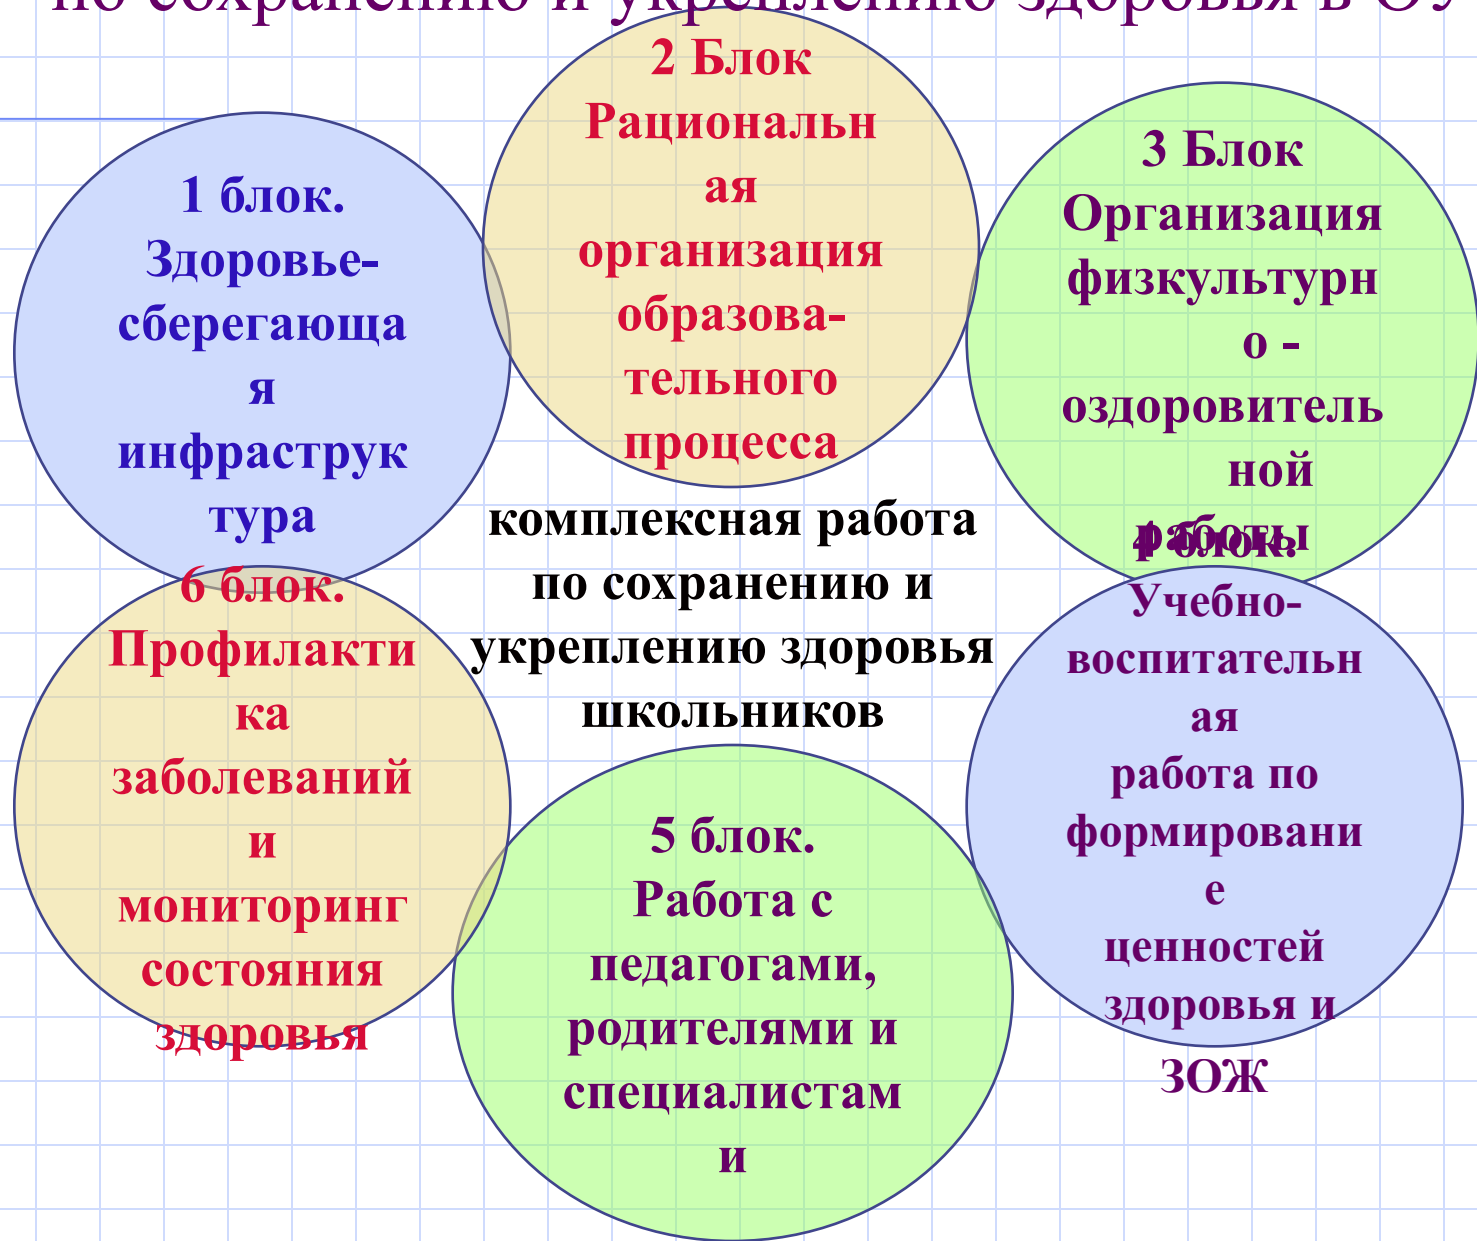 по сохранению и укреплению здоровья в ОУ
2 Блок
Рациональн
ая
организация
образова-
тельного
процесса
1 блок.
Здоровье-
сберегающа
я
инфраструк
тура
3 Блок
Организация
физкультурн
о -
оздоровитель
ной
работы
комплексная работа
по сохранению и
укреплению здоровья
школьников
4 блок.
Учебно-
воспитательн
ая
работа по
формировани
е
ценностей
здоровья и
ЗОЖ
6 блок.
Профилакти
ка
заболеваний
и
мониторинг
состояния
здоровья
5 блок.
Работа с
педагогами,
родителями и
специалистам
и